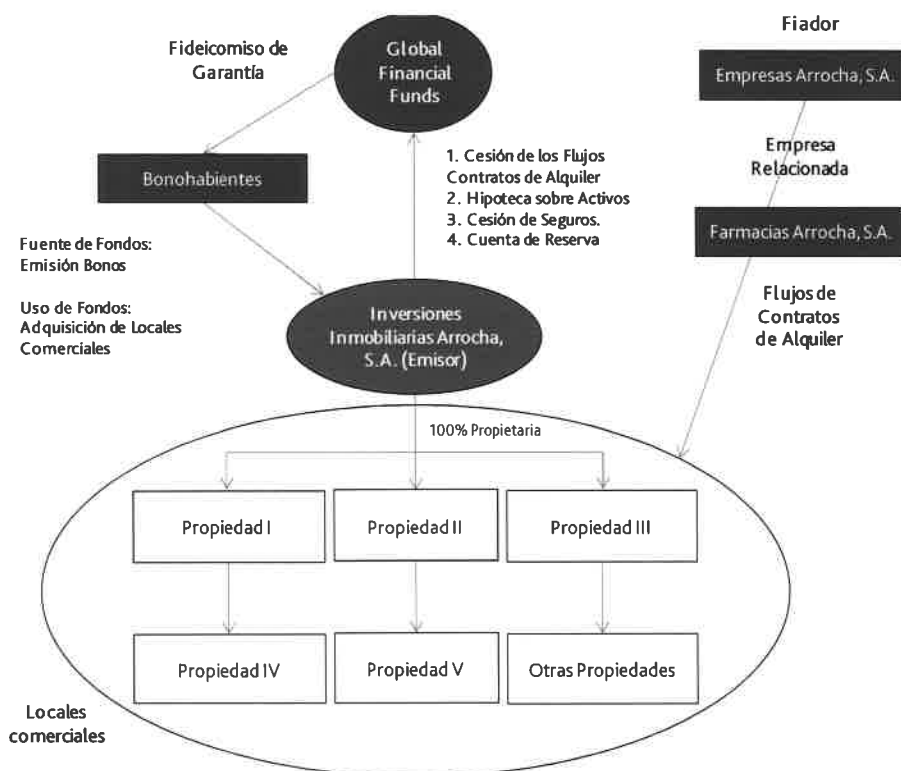 Fideicomiso de
Garantía
Global
Financial
Funds
Fiador
Empresas Arrocha, S.A.
Empresa
Relacionada
Farmacias Arrocha, S.A.
Bonohabientes
1. Cesión de los Flujos
Contratos de Alquiler
2. Hipoteca sobre Activos
3. Cesión de Seguros.
4. Cuenta de Reserva
Fuente de Fondos:
Emisión Bonos
Uso de Fondos:
Adquisición de Locales
Comerciales
Inversiones
Inmobiliarias Arrocha,
S.A. (Emisor)
Flujos de
Contratos
de Alquiler
100% Propietaria
Propiedad I
Propiedad II
Propiedad III
Propiedad IV
Propiedad V
Otras Propiedades
Locales
comerciales